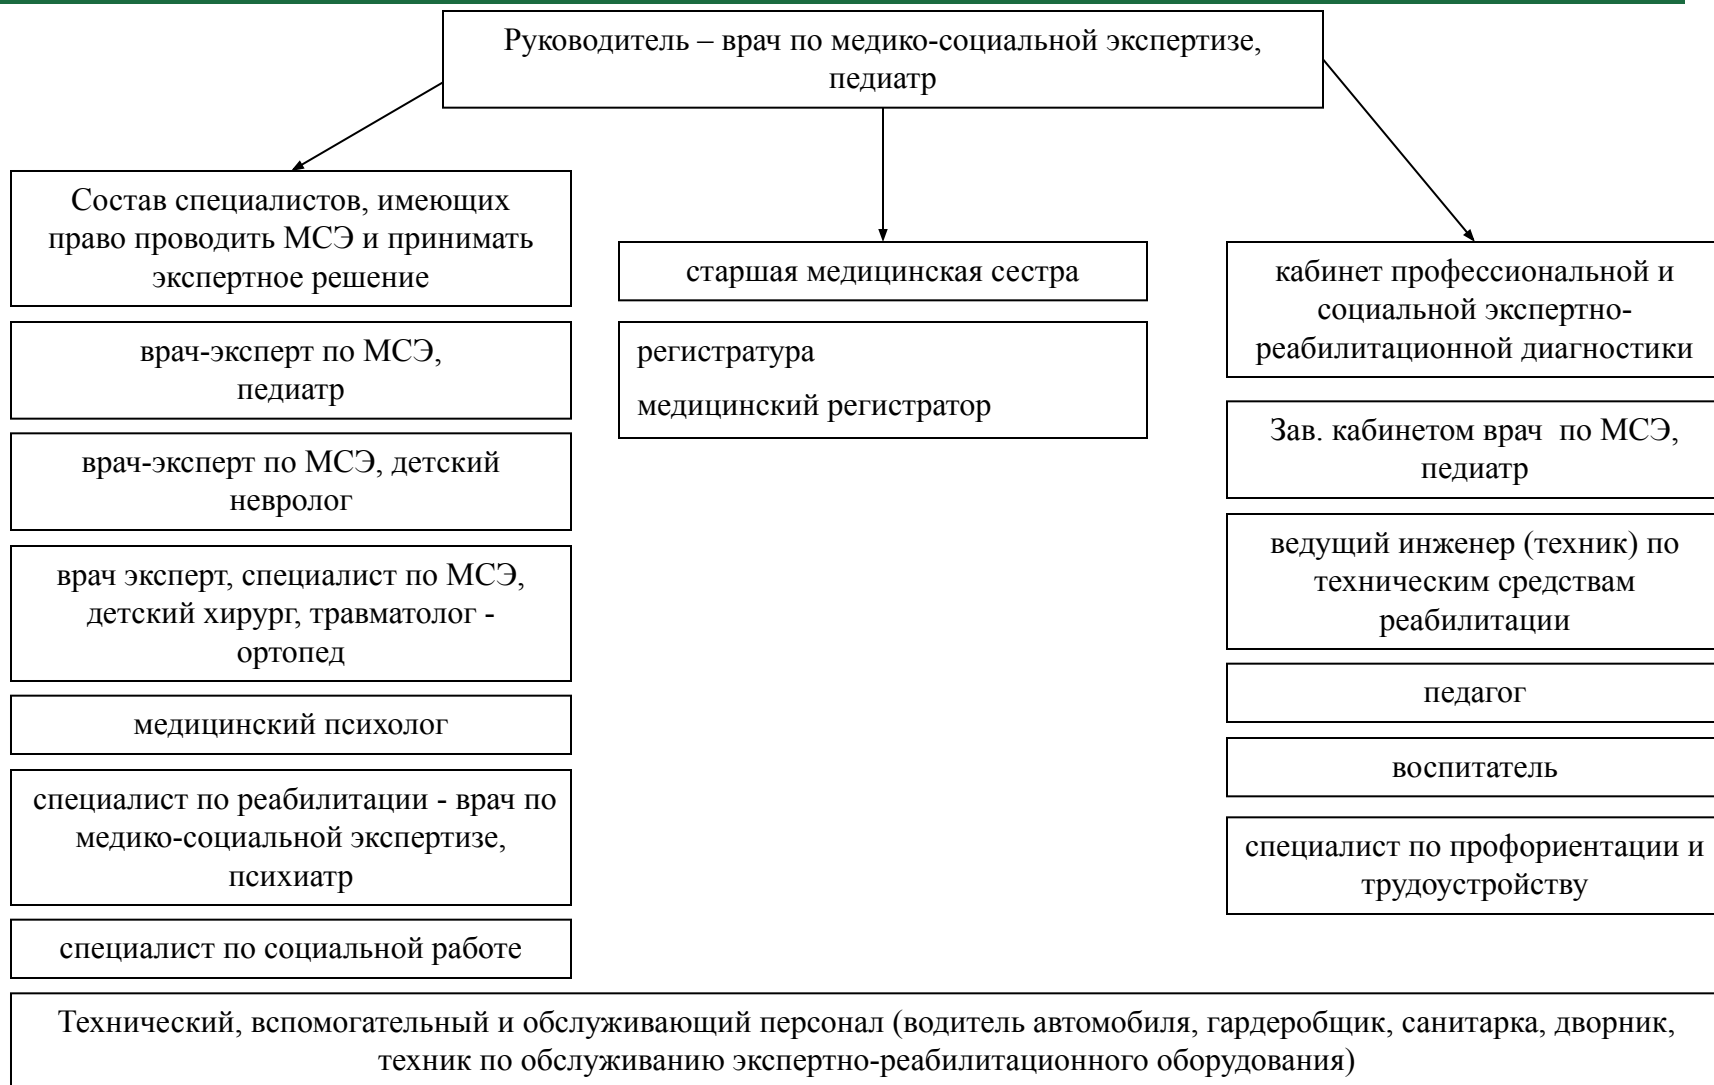 Руководитель – врач по медико-социальной экспертизе,
педиатр
Состав специалистов, имеющих
право проводить МСЭ и принимать
экспертное решение
врач-эксперт по МСЭ,
педиатр
врач-эксперт по МСЭ, детский
невролог
врач эксперт, специалист по МСЭ,
детский хирург, травматолог -
ортопед
медицинский психолог
специалист по реабилитации - врач по
медико-социальной экспертизе,
психиатр
специалист по социальной работе
старшая медицинская сестра
регистратура
медицинский регистратор
кабинет профессиональной и
социальной экспертно-
реабилитационной диагностики
Зав. кабинетом врач  по МСЭ,
педиатр
ведущий инженер (техник) по
техническим средствам
реабилитации
педагог
воспитатель
специалист по профориентации и
трудоустройству
Технический, вспомогательный и обслуживающий персонал (водитель автомобиля, гардеробщик, санитарка, дворник,
техник по обслуживанию экспертно-реабилитационного оборудования)